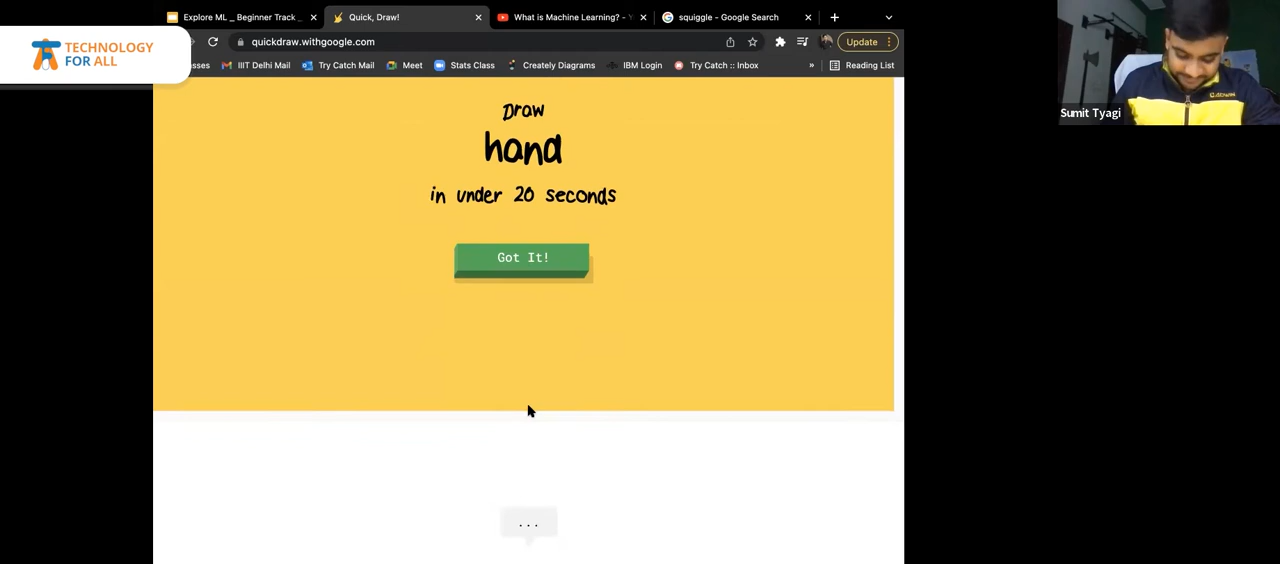 Explore ML _ Beginner Track _
Quick, Draw!
What is Machine Learning? - Y
squiggle - Google Search
TECHNOLOGY
FOR ALL
quickdraw.withgoogle.com
Update
sses
IIIT Delhi Mail
Try Catch Mail
Meet
Stats Class
Creately Diagrams
IBM Login
Try Catch :: Inbox
»
Reading List
Sumit Tyagi
Draw
hand
in under 20 seconds
Got It!
...